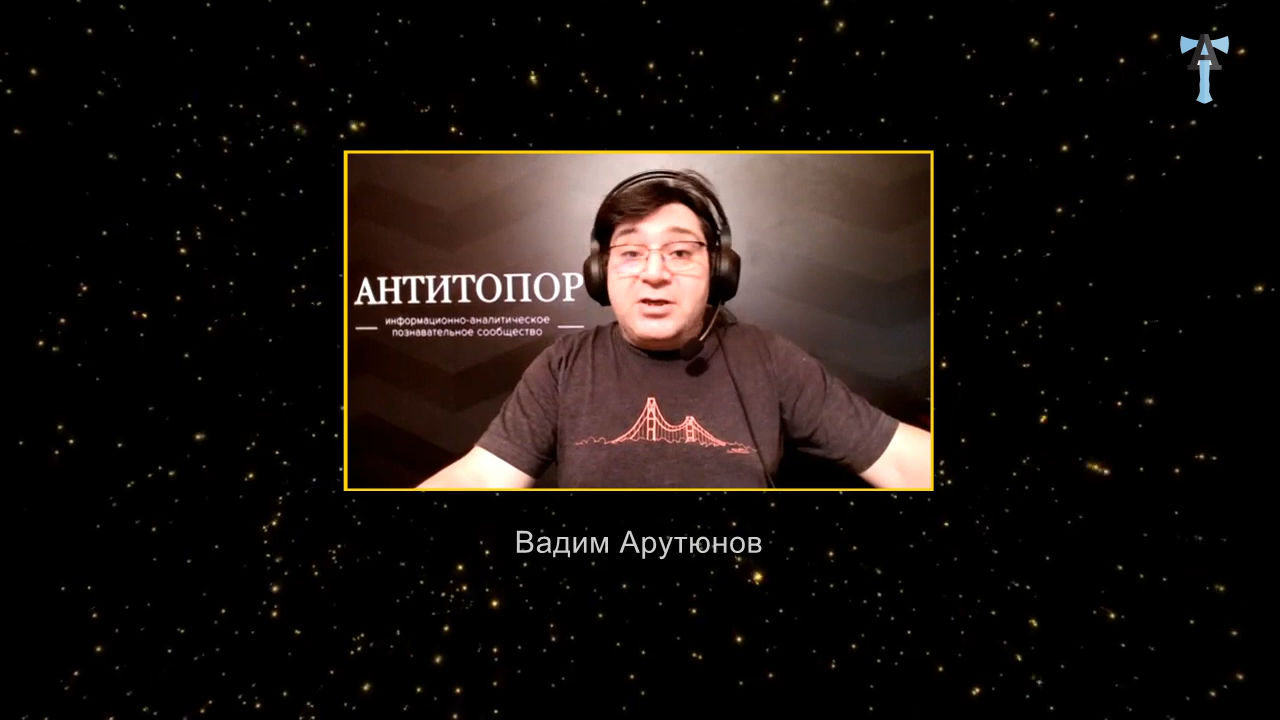 АНТИТОПОР
информационно-аналитическое
познавательное сообщество
Вадим Арутюнов